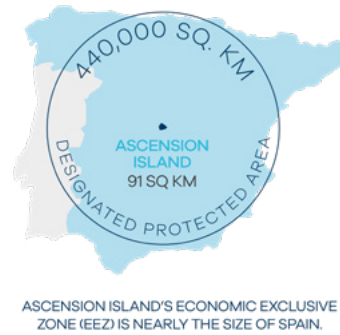 440,000 SQ. KM
ASCENSION
ISLAND
91 SQ KM
DESIGNATED PROTECTED AREA
ASCENSION ISLAND'S ECONOMIC EXCLUSIVE
ZONE (EEZ) IS NEARLY THE SIZE OF SPAIN.